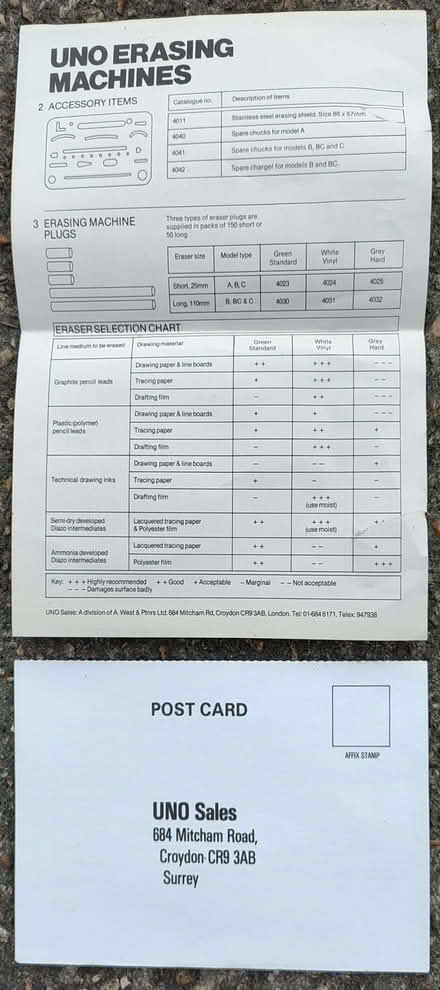 UNO ERASING
MACHINES
2 ACCESSORY ITEMS
Catalogue no. Description of items
4011 Stainless steel erasing shield. Size 86 x 57mm.
4040 Spare chucks for model A
4041 Spare chucks for models B, BC and C
4042 Spare charger for models B and BC.
3 ERASING MACHINE
PLUGS
Three types of eraser plugs are
supplied in packs of 150 short or
50 long
Eraser size Model type Green Standard White Vinyl Grey Hard
Short, 25mm A, B, C 4023 4024 4025
Long, 110mm B, BC & C 4030 4031 4032
ERASER SELECTION CHART
Line medium to be erased Drawing material Green Standard White Vinyl Grey Hard
Graphite pencil leads
Drawing paper & line boards + + + + + – – –
Tracing paper + + + + – – –
Drafting film – + + – – –
Plastic (polymer)
pencil leads
Drawing paper & line boards + + – – –
Tracing paper + + + +
Drafting film – + + + –
Technical drawing inks
Drawing paper & line boards – – – +
Tracing paper + – –
Drafting film – + + + (use moist) –
Semi-dry developed
Diazo intermediates
Lacquered tracing paper
& Polyester film + + + + + (use moist)
Ammonia developed
Diazo intermediates
Lacquered tracing paper + + – – +
Polyester film + + – – + + +
Key: + + + Highly recommended + + Good + Acceptable – Marginal – – Not acceptable
– – – Damages surface badly
UNO Sales: A division of A. West & Ptnrs Ltd. 684 Mitcham Rd, Croydon CR9 3AB, London. Tel: 01-684 6171. Telex: 947938
POST CARD
AFFIX STAMP
UNO Sales
684 Mitcham Road,
Croydon CR9 3AB
Surrey